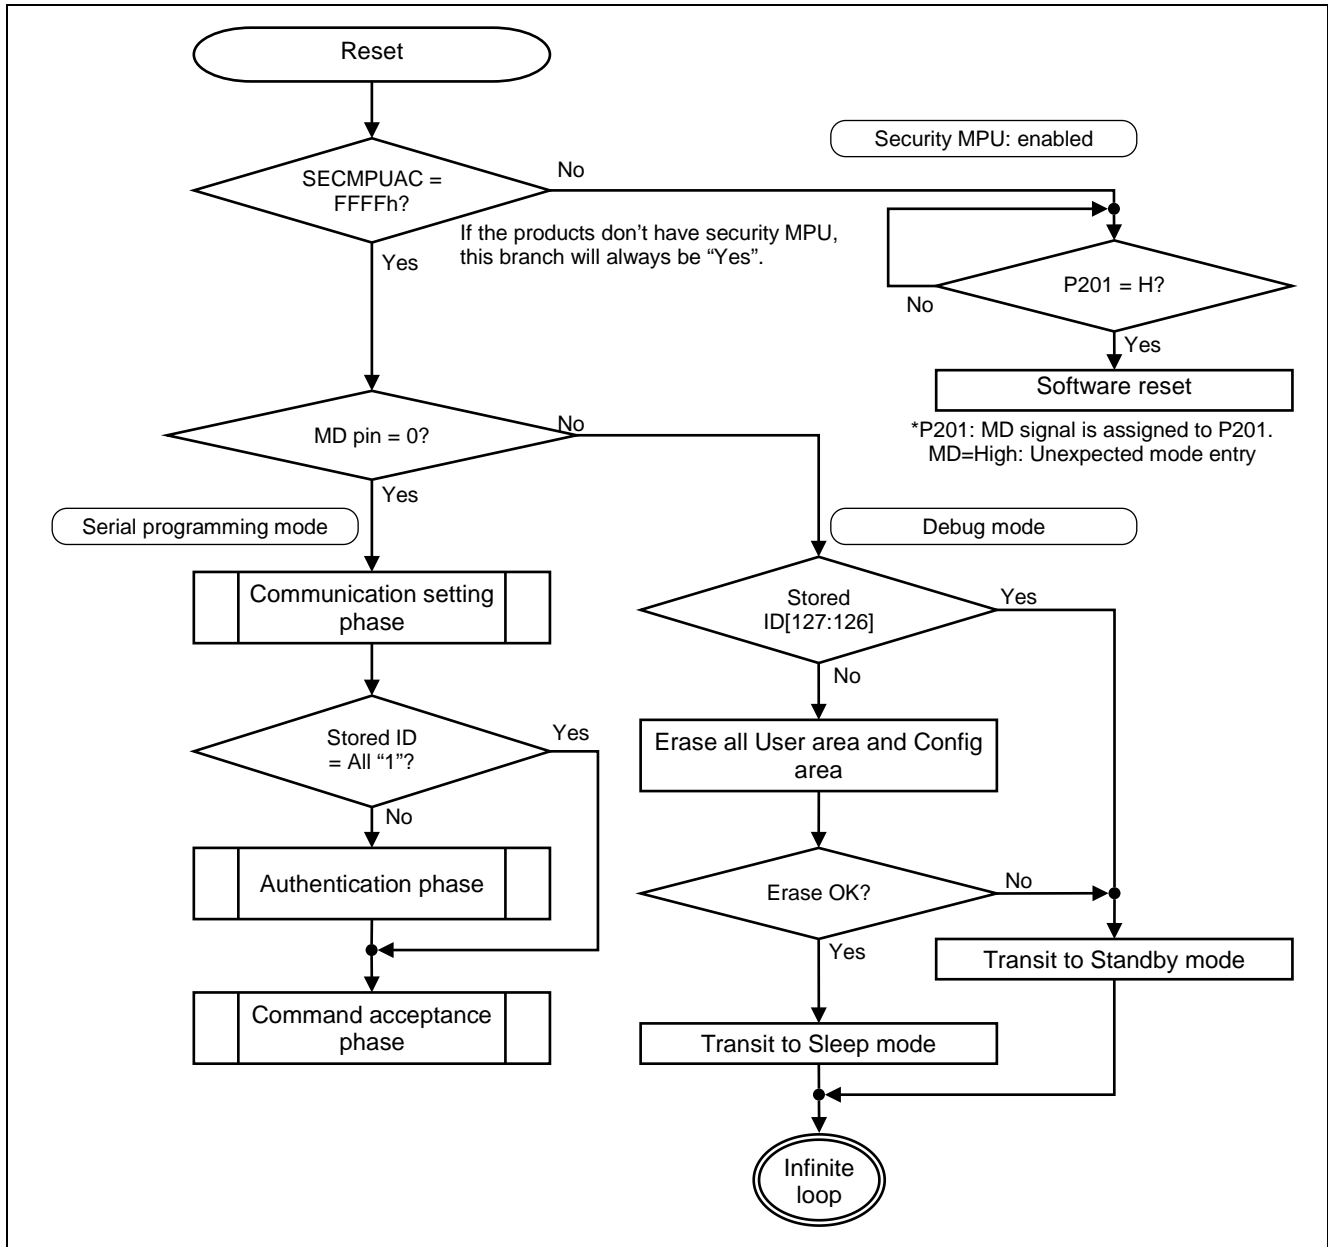 Reset
Security MPU: enabled
SECMPUAC =
FFFFh?
No
If the products don’t have security MPU,
this branch will always be “Yes”.
Yes
P201 = H?
No
Yes
Software reset
*P201: MD signal is assigned to P201.
MD=High: Unexpected mode entry
MD pin = 0?
No
Yes
Serial programming mode
Debug mode
Communication setting
phase
Stored
ID[127:126]
Yes
No
Stored ID
= All “1”?
Yes
No
Erase all User area and Config
area
Authentication phase
Erase OK?
No
Yes
Transit to Standby mode
Command acceptance
phase
Transit to Sleep mode
Infinite
loop